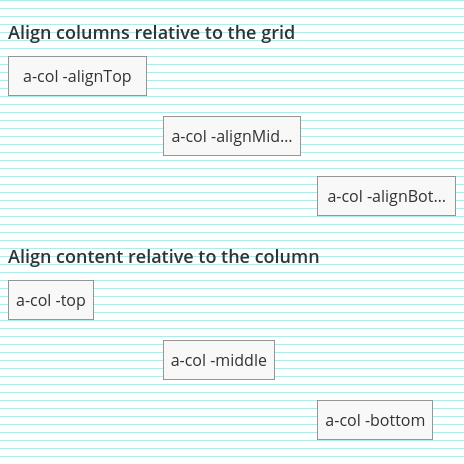 Align columns relative to the grid
a-col -alignTop
a-col -alignMid...
a-col -alignBot...
Align content relative to the column
a-col -top
a-col -middle
a-col -bottom